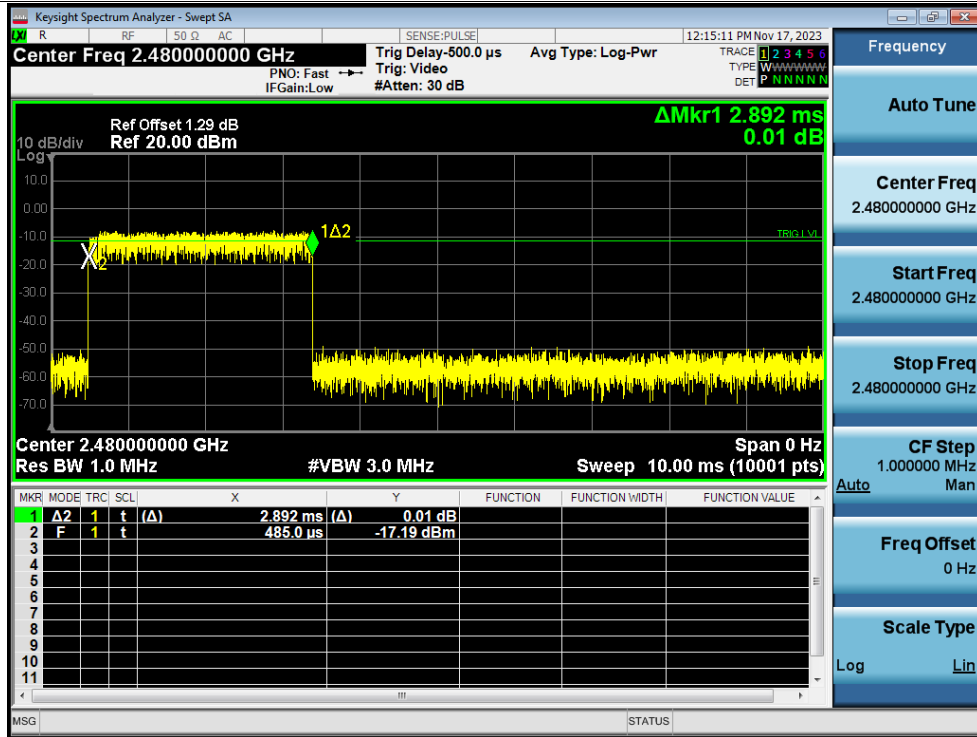 Keysight Spectrum Analyzer - Swept SA
LXI R RF 50 Ω AC SENSE:PULSE 12:15:11 PM Nov 17, 2023
Center Freq 2.480000000 GHz
PNO: Fast
IFGain:Low
Trig Delay-500.0 µs
Trig: Video
#Atten: 30 dB
Avg Type: Log-Pwr
TRACE 1 2 3 4 5 6
TYPE WWWWWW
DET P N N N N N
ΔMkr1 2.892 ms
0.01 dB
Ref Offset 1.29 dB
10 dB/div Ref 20.00 dBm
Log
10.0
0.00
-10.0
-20.0
-30.0
-40.0
-50.0
-60.0
-70.0
1Δ2
TRIG LVL
2
Center 2.480000000 GHz Span 0 Hz
Res BW 1.0 MHz #VBW 3.0 MHz Sweep 10.00 ms (10001 pts)
MKR MODE TRC SCL X Y FUNCTION FUNCTION WIDTH FUNCTION VALUE
1 Δ2 1 t (Δ) 2.892 ms (Δ) 0.01 dB
2 F 1 t 485.0 µs -17.19 dBm
3
4
5
6
7
8
9
10
11
MSG STATUS
Frequency
Auto Tune
Center Freq
2.480000000 GHz
Start Freq
2.480000000 GHz
Stop Freq
2.480000000 GHz
CF Step
1.000000 MHz
Auto Man
Freq Offset
0 Hz
Scale Type
Log Lin